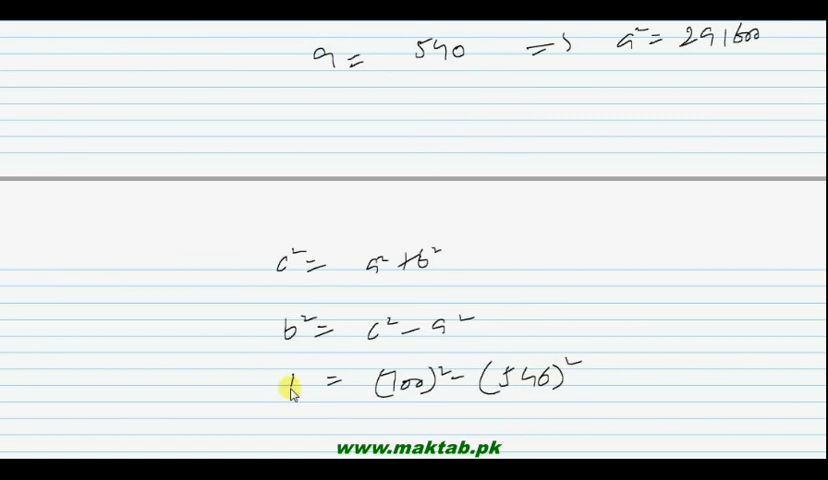 a = 540 => a² = 291600
c² = a² + b²
b² = c² - a²
= (700)² - (540)²
www.maktab.pk